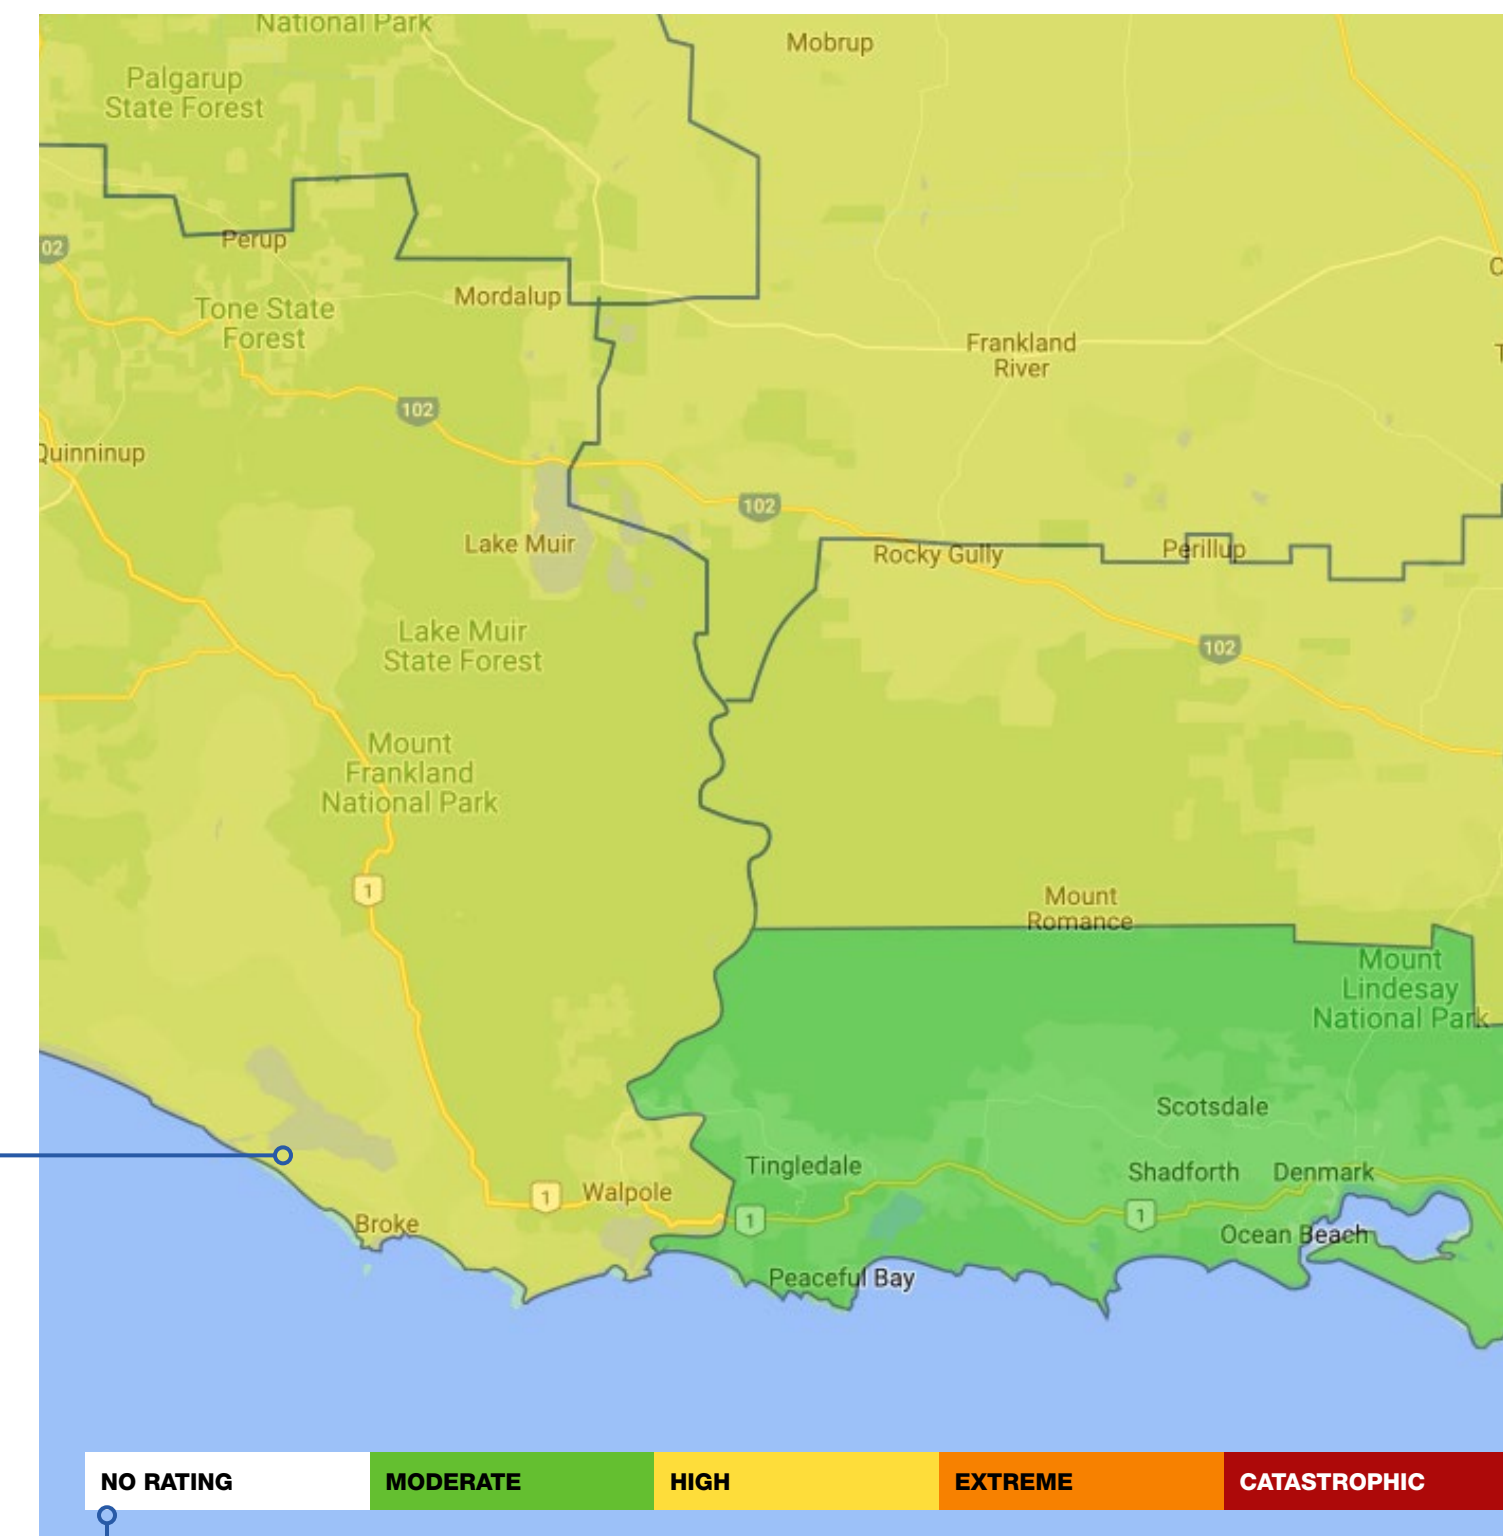 National Park
Mobrup
Palgarup
State Forest
Perup
02
Mordalup
Tone State
Forest
Frankland
River
102
Quinninup
102
Lake Muir
Rocky Gully
Perillup
Lake Muir
State Forest
102
Mount
Frankland
National Park
1
Mount
Romance
Mount
Lindesay
National Park
Scotsdale
Tingledale
Shadforth
Denmark
1
Walpole
1
1
Broke
Ocean Beach
Peaceful Bay
NO RATING
MODERATE
HIGH
EXTREME
CATASTROPHIC